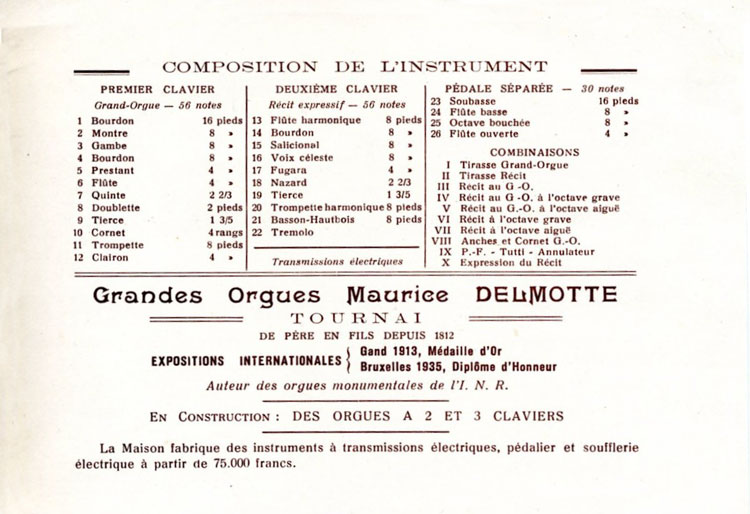 COMPOSITION DE L'INSTRUMENT
PREMIER CLAVIER
Grand-Orgue — 56 notes
1 Bourdon 16 pieds
2 Montre 8 »
3 Gambe 8 »
4 Bourdon 8 »
5 Prestant 4 »
6 Flûte 4 »
7 Quinte 2 2/3
8 Doublette 2 pieds
9 Tierce 1 3/5
10 Cornet 4 rangs
11 Trompette 8 pieds
12 Clairon 4 »
DEUXIÈME CLAVIER
Récit expressif — 56 notes
13 Flûte harmonique 8 pieds
14 Bourdon 8 »
15 Salicional 8 »
16 Voix céleste 8 »
17 Fugara 4 »
18 Nazard 2 2/3
19 Tierce 1 3/5
20 Trompette harmonique 8 pieds
21 Basson-Hautbois 8 pieds
22 Tremolo
Transmissions électriques
PÉDALE SÉPARÉE — 30 notes
23 Soubasse 16 pieds
24 Flûte basse 8 »
25 Octave bouchée 8 »
26 Flûte ouverte 4 »
COMBINAISONS
I Tirasse Grand-Orgue
II Tirasse Récit
III Récit au G -O.
IV Récit au G -O. à l'octave grave
V Récit au G.-O. à l'octave aiguë
VI Récit à l'octave grave
VII Récit à l'octave aiguë
VIII Anches et Cornet G.-O.
IX P.-F. - Tutti - Annulateur
X Expression du Récit
Grandes Orgues Maurice DELMOTTE
TOURNAI
DE PÈRE EN FILS DEPUIS 1812
EXPOSITIONS INTERNATIONALES { Gand 1913, Médaille d'Or
Bruxelles 1935, Diplôme d'Honneur
Auteur des orgues monumentales de l'I. N. R.
EN CONSTRUCTION : DES ORGUES A 2 ET 3 CLAVIERS
La Maison fabrique des instruments à transmissions électriques, pédalier et soufflerie
électrique à partir de 75.000 francs.